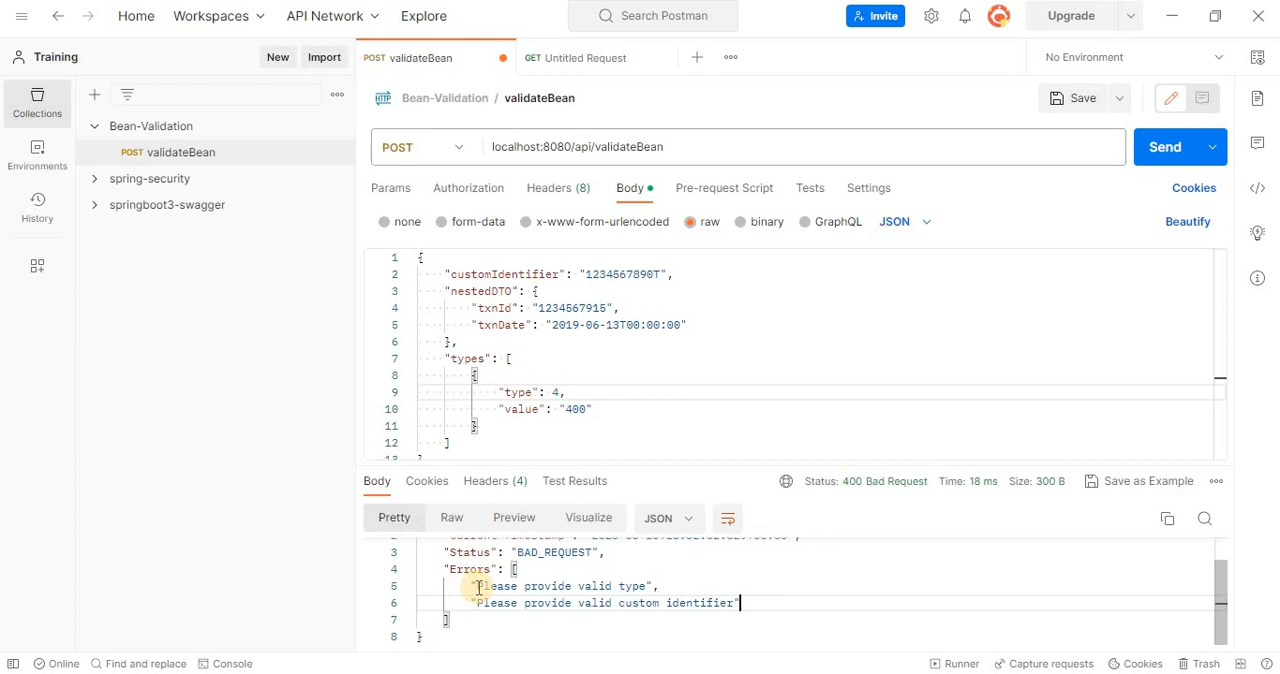 Home Workspaces API Network Explore Search Postman Invite Upgrade
Training New Import POST validateBean GET Untitled Request No Environment
Collections
Environments
History
Bean-Validation
POST validateBean
spring-security
springboot3-swagger
HTTP Bean-Validation / validateBean Save
POST localhost:8080/api/validateBean Send
Params Authorization Headers (8) Body Pre-request Script Tests Settings Cookies
none form-data x-www-form-urlencoded raw binary GraphQL JSON Beautify
1 {
2 "customIdentifier": "1234567890T",
3 "nestedDTO": {
4 "txnId": "1234567915",
5 "txnDate": "2019-06-13T00:00:00"
6 },
7 "types": [
8 {
9 "type": 4,
10 "value": "400"
11 }
12 ]
Body Cookies Headers (4) Test Results Status: 400 Bad Request Time: 18 ms Size: 300 B Save as Example
Pretty Raw Preview Visualize JSON
3 "Status": "BAD_REQUEST",
4 "Errors": [
5 "Please provide valid type",
6 "Please provide valid custom identifier"
7 ]
8 }
Online Find and replace Console Runner Capture requests Cookies Trash